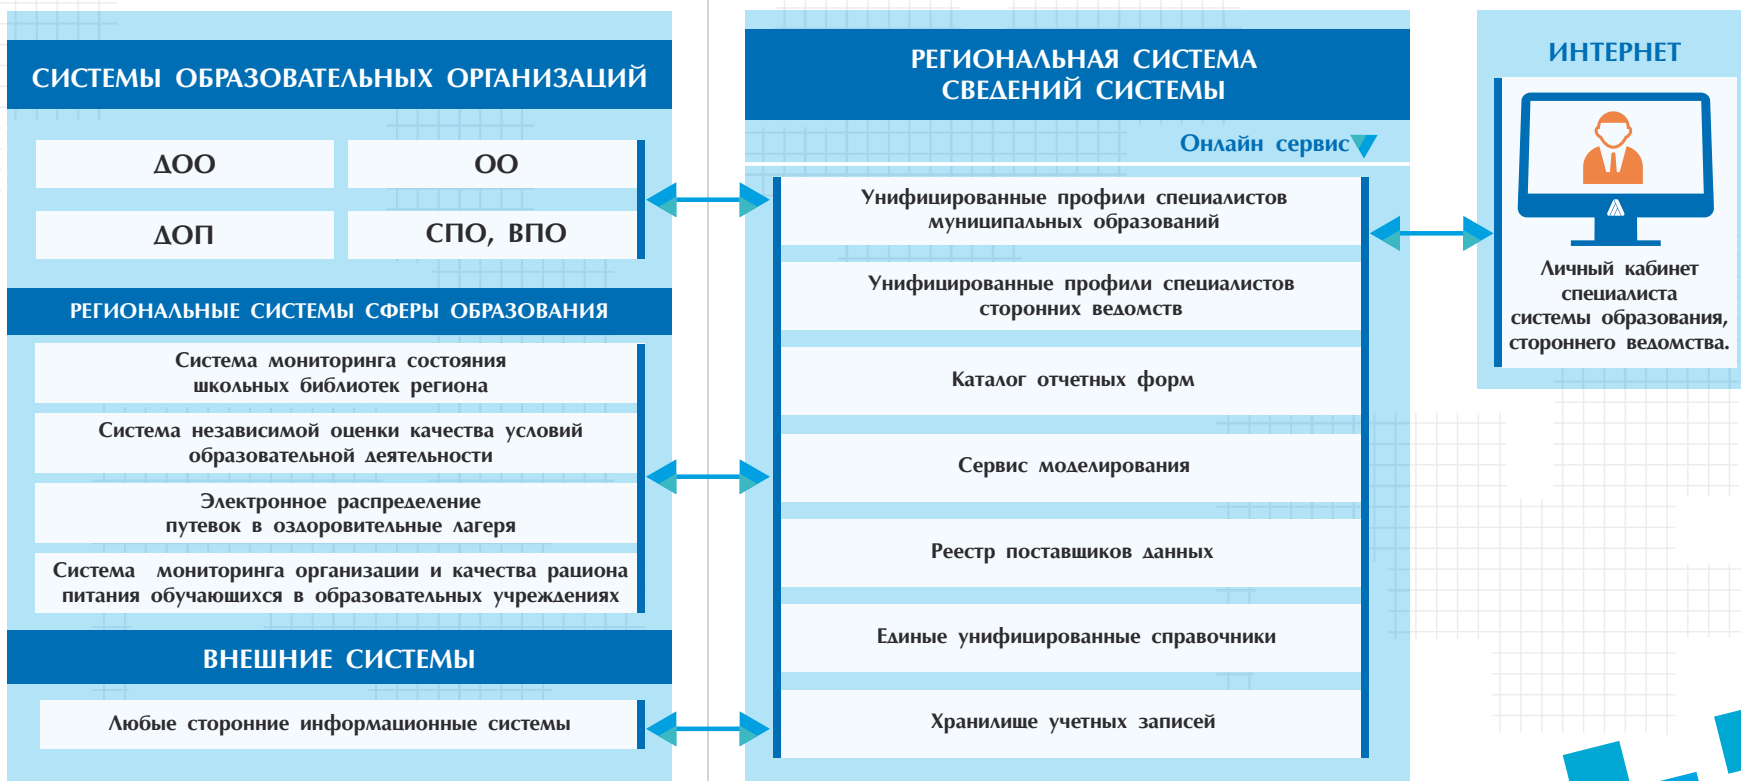 СИСТЕМЫ ОБРАЗОВАТЕЛЬНЫХ ОРГАНИЗАЦИЙ
ДОО
ОО
ДОП
СПО, ВПО
РЕГИОНАЛЬНЫЕ СИСТЕМЫ СФЕРЫ ОБРАЗОВАНИЯ
Система мониторинга состояния
школьных библиотек региона
Система независимой оценки качества условий
образовательной деятельности
Электронное распределение
путевок в оздоровительные лагеря
Система мониторинга организации и качества рациона
питания обучающихся в образовательных учреждениях
ВНЕШНИЕ СИСТЕМЫ
Любые сторонние информационные системы
РЕГИОНАЛЬНАЯ СИСТЕМА
СВЕДЕНИЙ СИСТЕМЫ
Онлайн сервис
Унифицированные профили специалистов
муниципальных образований
Унифицированные профили специалистов
сторонних ведомств
Каталог отчетных форм
Сервис моделирования
Реестр поставщиков данных
Единые унифицированные справочники
Хранилище учетных записей
ИНТЕРНЕТ
Личный кабинет
специалиста
системы образования,
стороннего ведомства.